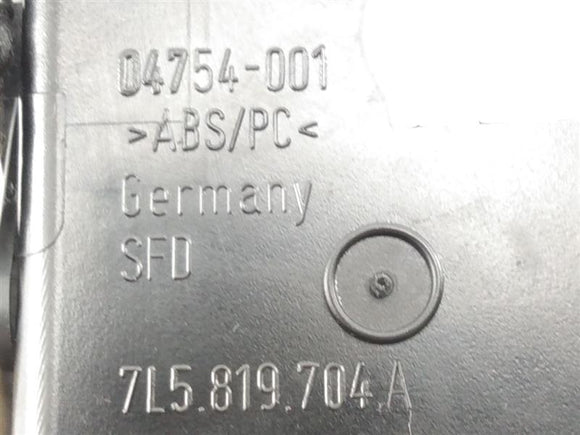 04754-001
>ABS/PC<
Germany
SFD
7L5.819.704.A